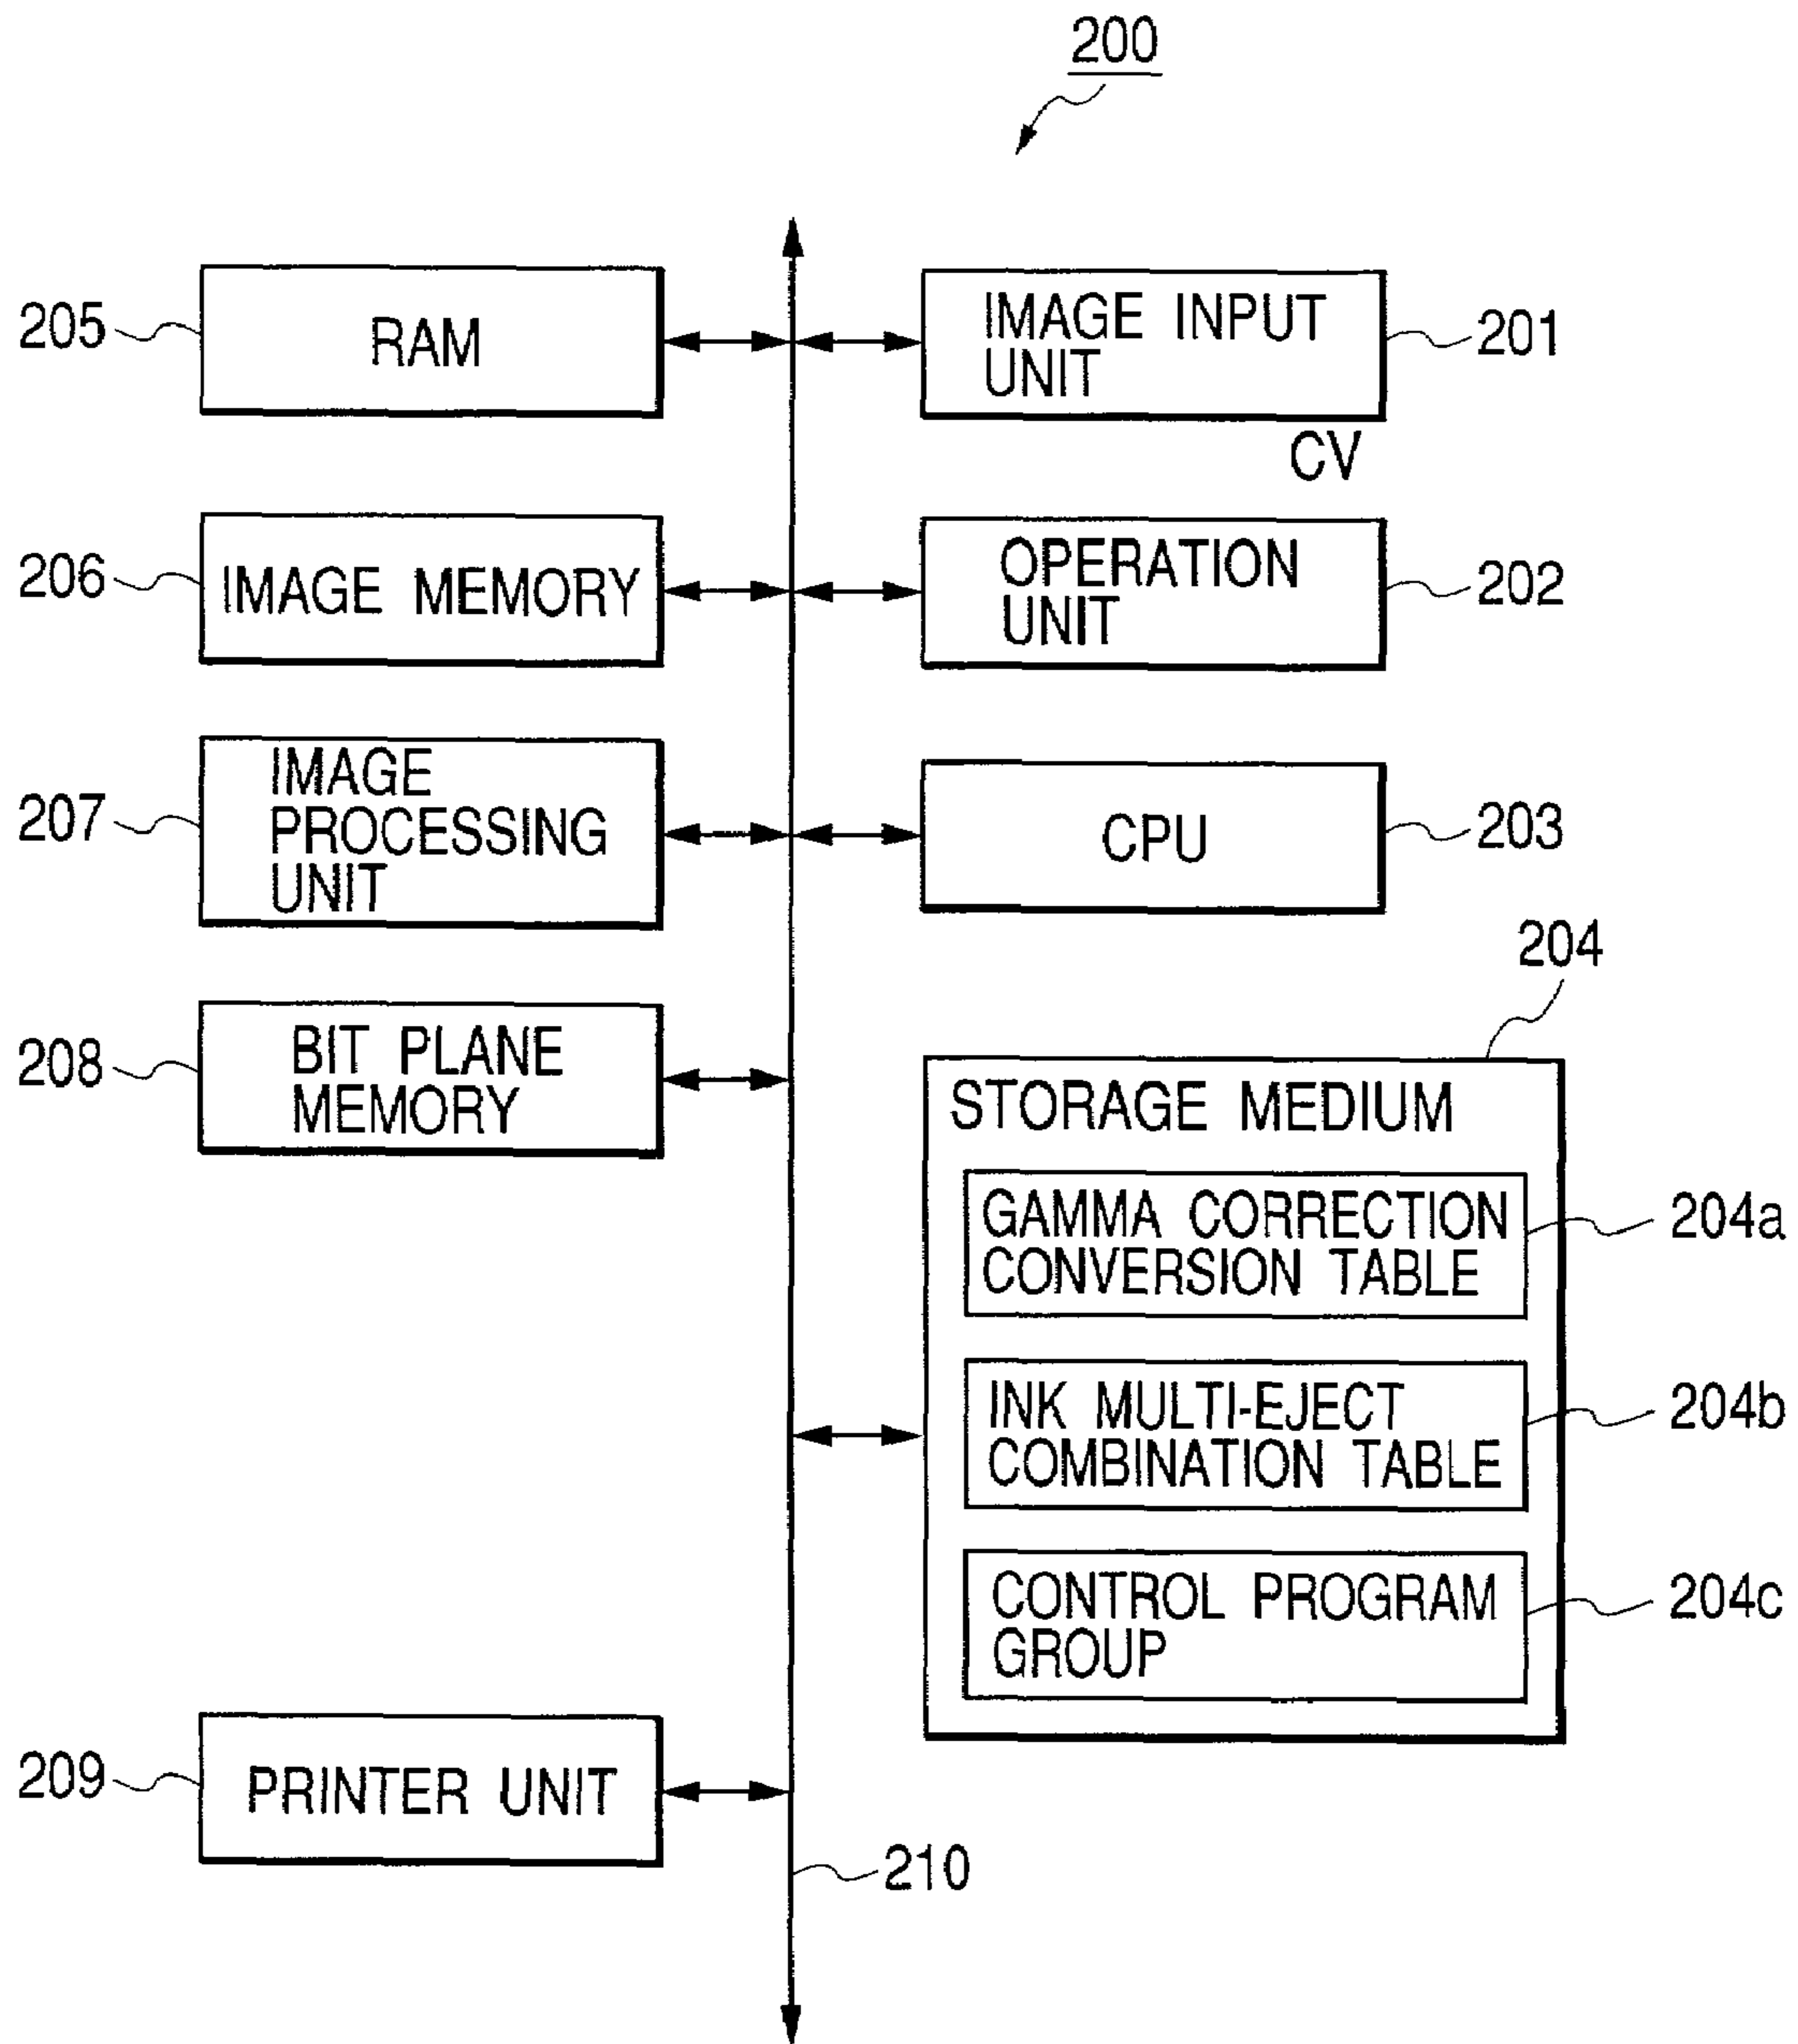 200
205
RAM
IMAGE INPUT
UNIT
201
CV
206
IMAGE MEMORY
OPERATION
UNIT
202
207
IMAGE
PROCESSING
UNIT
CPU
203
204
208
BIT PLANE
MEMORY
STORAGE MEDIUM
GAMMA CORRECTION
CONVERSION TABLE
204a
INK MULTI-EJECT
COMBINATION TABLE
204b
CONTROL PROGRAM
GROUP
204c
209
PRINTER UNIT
210